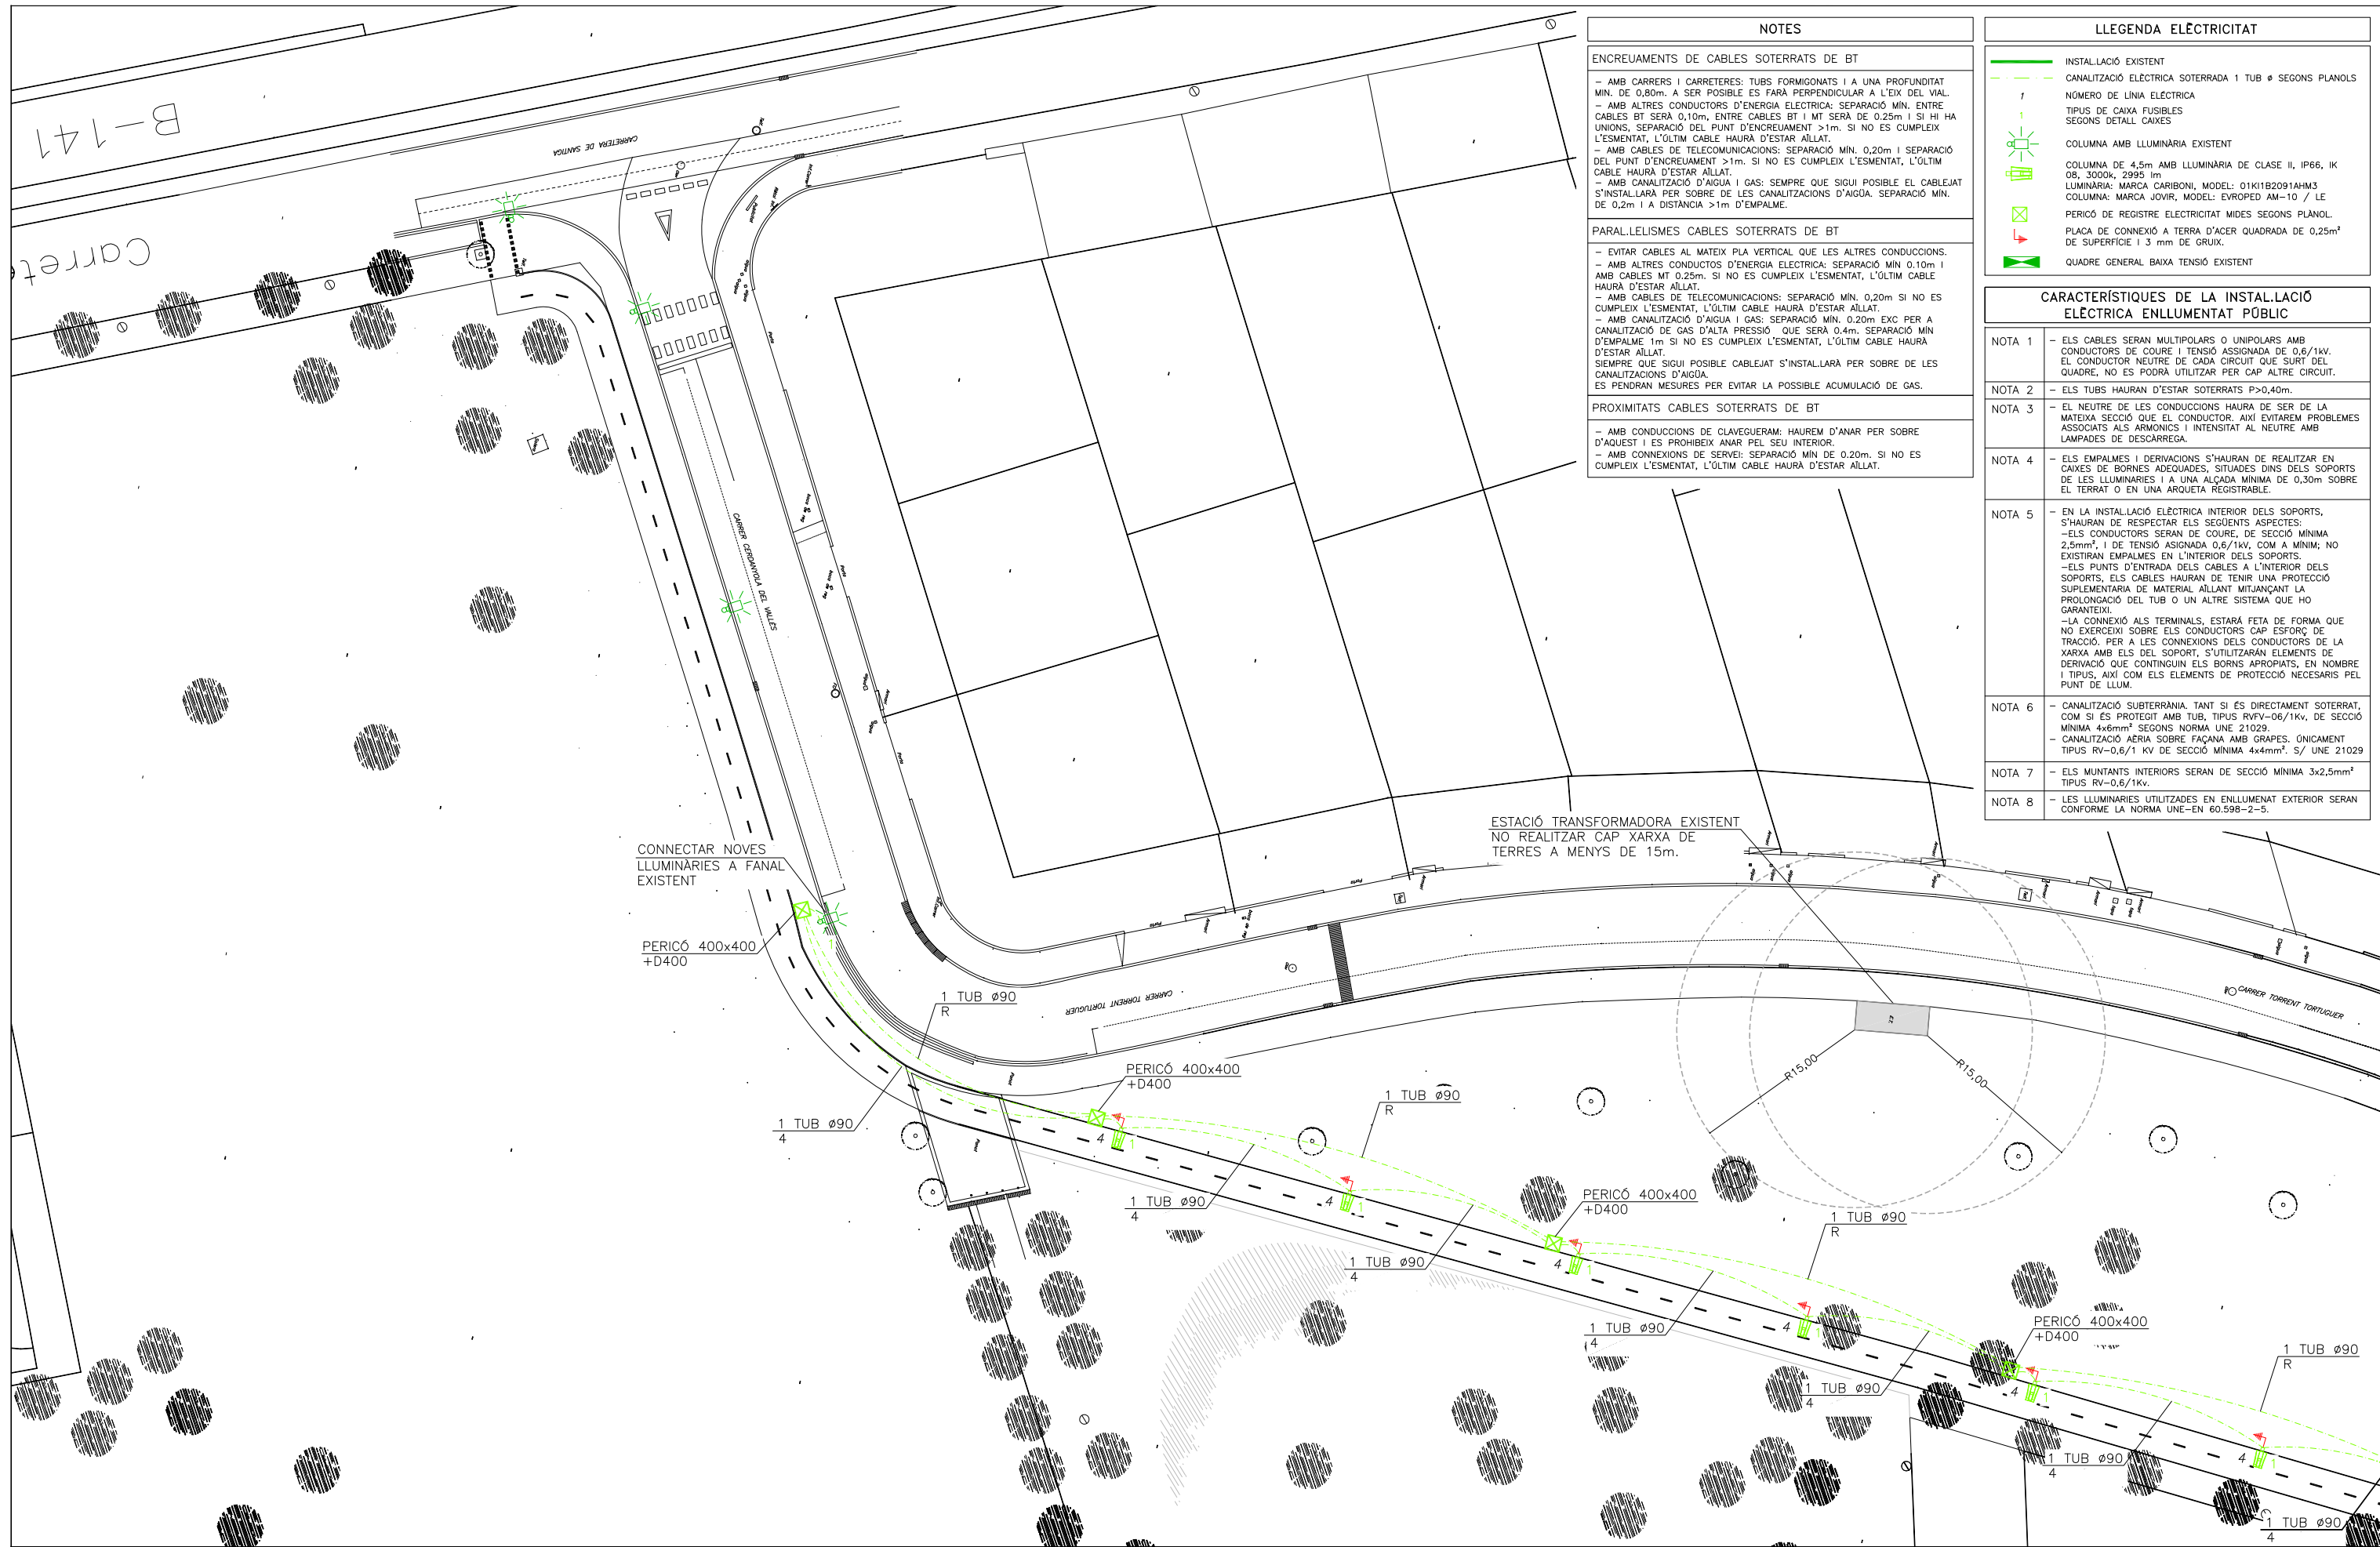 NOTES
ENCREUAMENTS DE CABLES SOTERRATS DE BT
– AMB CARRERS I CARRETERES: TUBS FORMIGONATS I A UNA PROFUNDITAT
MIN. DE 0,80m. A SER POSIBLE ES FARÀ PERPENDICULAR A L'EIX DEL VIAL.
– AMB ALTRES CONDUCTORS D'ENERGIA ELECTRICA: SEPARACIÓ MÍN. ENTRE
CABLES BT SERÀ 0,10m, ENTRE CABLES BT I MT SERÀ DE 0.25m I SI HI HA
UNIONS, SEPARACIÓ DEL PUNT D'ENCREUAMENT >1m. SI NO ES CUMPLEIX
L'ESMENTAT, L'ÚLTIM CABLE HAURÀ D'ESTAR AÏLLAT.
– AMB CABLES DE TELECOMUNICACIONS: SEPARACIÓ MÍN. 0,20m I SEPARACIÓ
DEL PUNT D'ENCREUAMENT >1m. SI NO ES CUMPLEIX L'ESMENTAT, L'ÚLTIM
CABLE HAURÀ D'ESTAR AÏLLAT.
– AMB CANALITZACIÓ D'AIGUA I GAS: SEMPRE QUE SIGUI POSIBLE EL CABLEJAT
S'INSTAL.LARÀ PER SOBRE DE LES CANALITZACIONS D'AIGÜA. SEPARACIÓ MÍN.
DE 0,2m I A DISTÀNCIA >1m D'EMPALME.
PARAL.LELISMES CABLES SOTERRATS DE BT
– EVITAR CABLES AL MATEIX PLA VERTICAL QUE LES ALTRES CONDUCCIONS.
– AMB ALTRES CONDUCTOS D'ENERGIA ELECTRICA: SEPARACIÓ MÍN 0.10m I
AMB CABLES MT 0.25m. SI NO ES CUMPLEIX L'ESMENTAT, L'ÚLTIM CABLE
HAURÀ D'ESTAR AÏLLAT.
– AMB CABLES DE TELECOMUNICACIONS: SEPARACIÓ MÍN. 0,20m SI NO ES
CUMPLEIX L'ESMENTAT, L'ÚLTIM CABLE HAURÀ D'ESTAR AÏLLAT.
– AMB CANALITZACIÓ D'AIGUA I GAS: SEPARACIÓ MÍN. 0.20m EXC PER A
CANALITZACIÓ DE GAS D'ALTA PRESSIÓ QUE SERÀ 0.4m. SEPARACIÓ MÍN
D'EMPALME 1m SI NO ES CUMPLEIX L'ESMENTAT, L'ÚLTIM CABLE HAURÀ
D'ESTAR AÏLLAT.
SIEMPRE QUE SIGUI POSIBLE CABLEJAT S'INSTAL.LARÀ PER SOBRE DE LES
CANALITZACIONS D'AIGÜA.
ES PENDRAN MESURES PER EVITAR LA POSSIBLE ACUMULACIÓ DE GAS.
PROXIMITATS CABLES SOTERRATS DE BT
– AMB CONDUCCIONS DE CLAVEGUERAM: HAUREM D'ANAR PER SOBRE
D'AQUEST I ES PROHIBEIX ANAR PEL SEU INTERIOR.
– AMB CONNEXIONS DE SERVEI: SEPARACIÓ MÍN DE 0.20m. SI NO ES
CUMPLEIX L'ESMENTAT, L'ÚLTIM CABLE HAURÀ D'ESTAR AÏLLAT.
LLEGENDA ELÈCTRICITAT
INSTAL.LACIÓ EXISTENT
CANALITZACIÓ ELÈCTRICA SOTERRADA 1 TUB ø SEGONS PLANOLS
1 NÚMERO DE LÍNIA ELÉCTRICA
1 TIPUS DE CAIXA FUSIBLES
SEGONS DETALL CAIXES
COLUMNA AMB LLUMINÀRIA EXISTENT
COLUMNA DE 4,5m AMB LLUMINÀRIA DE CLASE II, IP66, IK
08, 3000k, 2995 lm
LUMINÀRIA: MARCA CARIBONI, MODEL: 01KI1B2091AHM3
COLUMNA: MARCA JOVIR, MODEL: EVROPED AM–10 / LE
PERICÓ DE REGISTRE ELECTRICITAT MIDES SEGONS PLÀNOL.
PLACA DE CONNEXIÓ A TERRA D'ACER QUADRADA DE 0,25m²
DE SUPERFÍCIE I 3 mm DE GRUIX.
QUADRE GENERAL BAIXA TENSIÓ EXISTENT
CARACTERÍSTIQUES DE LA INSTAL.LACIÓ
ELÈCTRICA ENLLUMENTAT PÚBLIC
NOTA 1 – ELS CABLES SERAN MULTIPOLARS O UNIPOLARS AMB
CONDUCTORS DE COURE I TENSIÓ ASSIGNADA DE 0,6/1kV.
EL CONDUCTOR NEUTRE DE CADA CIRCUIT QUE SURT DEL
QUADRE, NO ES PODRÀ UTILITZAR PER CAP ALTRE CIRCUIT.
NOTA 2 – ELS TUBS HAURAN D'ESTAR SOTERRATS P>0,40m.
NOTA 3 – EL NEUTRE DE LES CONDUCCIONS HAURA DE SER DE LA
MATEIXA SECCIÓ QUE EL CONDUCTOR. AIXÍ EVITAREM PROBLEMES
ASSOCIATS ALS ARMONICS I INTENSITAT AL NEUTRE AMB
LAMPADES DE DESCÀRREGA.
NOTA 4 – ELS EMPALMES I DERIVACIONS S'HAURAN DE REALITZAR EN
CAIXES DE BORNES ADEQUADES, SITUADES DINS DELS SOPORTS
DE LES LLUMINARIES I A UNA ALÇADA MÍNIMA DE 0,30m SOBRE
EL TERRAT O EN UNA ARQUETA REGISTRABLE.
NOTA 5 – EN LA INSTAL.LACIÓ ELÈCTRICA INTERIOR DELS SOPORTS,
S'HAURAN DE RESPECTAR ELS SEGÜENTS ASPECTES:
–ELS CONDUCTORS SERAN DE COURE, DE SECCIÓ MÍNIMA
2,5mm², I DE TENSIÓ ASIGNADA 0,6/1kV, COM A MÍNIM; NO
EXISTIRAN EMPALMES EN L'INTERIOR DELS SOPORTS.
–ELS PUNTS D'ENTRADA DELS CABLES A L'INTERIOR DELS
SOPORTS, ELS CABLES HAURAN DE TENIR UNA PROTECCIÓ
SUPLEMENTARIA DE MATERIAL AÏLLANT MITJANÇANT LA
PROLONGACIÓ DEL TUB O UN ALTRE SISTEMA QUE HO
GARANTEIXI.
–LA CONNEXIÓ ALS TERMINALS, ESTARÁ FETA DE FORMA QUE
NO EXERCEIXI SOBRE ELS CONDUCTORS CAP ESFORÇ DE
TRACCIÓ. PER A LES CONNEXIONS DELS CONDUCTORS DE LA
XARXA AMB ELS DEL SOPORT, S'UTILITZARÁN ELEMENTS DE
DERIVACIÓ QUE CONTINGUIN ELS BORNS APROPIATS, EN NOMBRE
I TIPUS, AIXÍ COM ELS ELEMENTS DE PROTECCIÓ NECESARIS PEL
PUNT DE LLUM.
NOTA 6 – CANALITZACIÓ SUBTERRÀNIA. TANT SI ÉS DIRECTAMENT SOTERRAT,
COM SI ÉS PROTEGIT AMB TUB, TIPUS RVFV–06/1Kv, DE SECCIÓ
MÍNIMA 4x6mm² SEGONS NORMA UNE 21029.
– CANALITZACIÓ AÈRIA SOBRE FAÇANA AMB GRAPES. ÚNICAMENT
TIPUS RV–0,6/1 KV DE SECCIÓ MÍNIMA 4x4mm². S/ UNE 21029
NOTA 7 – ELS MUNTANTS INTERIORS SERAN DE SECCIÓ MÍNIMA 3x2,5mm²
TIPUS RV–0,6/1Kv.
NOTA 8 – LES LLUMINARIES UTILITZADES EN ENLLUMENAT EXTERIOR SERAN
CONFORME LA NORMA UNE–EN 60.598–2–5.
B–141
Carrete
CARRETERA DE SANTIGA
CARRER CERDANYOLA DEL VALLÈS
CONNECTAR NOVES
LLUMINÀRIES A FANAL
EXISTENT
PERICÓ 400x400
+D400
ESTACIÓ TRANSFORMADORA EXISTENT
NO REALITZAR CAP XARXA DE
TERRES A MENYS DE 15m.
CARRER TORRENT TORTUGUER
CARRER TORRENT TORTUGUER
R15,00
R15,00
1 TUB ø90
R
1 TUB ø90
4
PERICÓ 400x400
+D400
1 TUB ø90
R
4 1
1 TUB ø90
4
4 1
PERICÓ 400x400
+D400
1 TUB ø90
R
1 TUB ø90
4
4 1
1 TUB ø90
4
4 1
PERICÓ 400x400
+D400
1 TUB ø90
R
1 TUB ø90
4
4 1
1 TUB ø90
4
4 1
1 TUB ø90
4